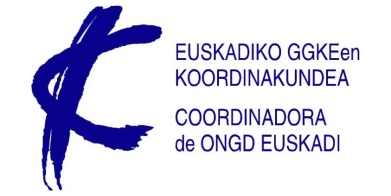 EUSKADIKO GGKEen
KOORDINAKUNDEA
COORDINADORA
de ONGD EUSKADI